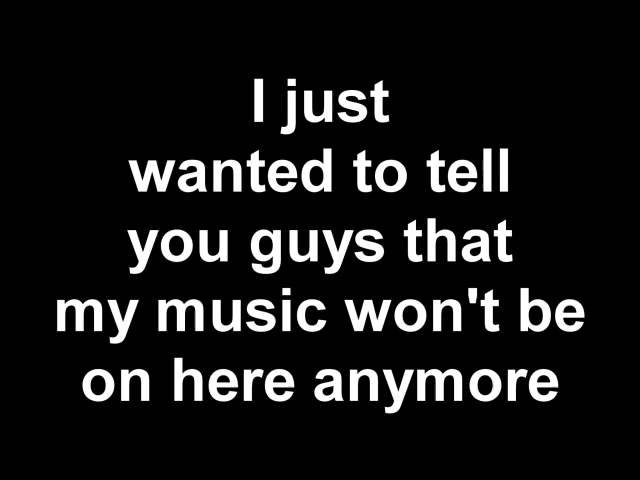 I just
wanted to tell
you guys that
my music won't be
on here anymore